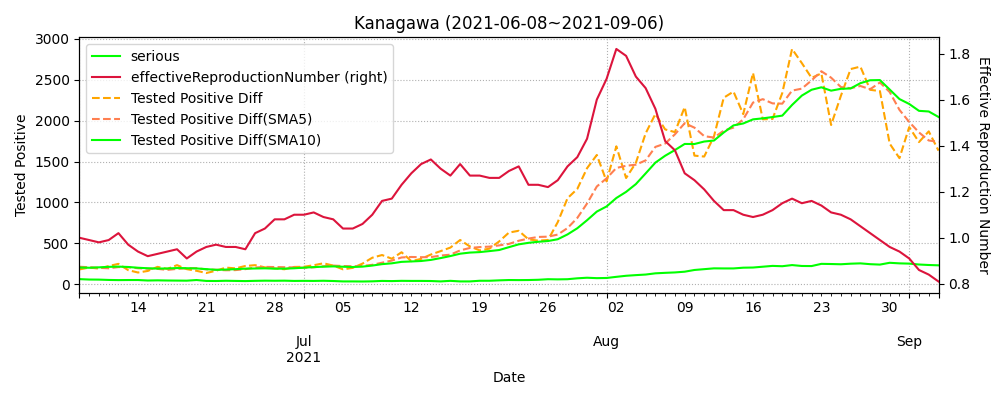 Kanagawa (2021-06-08~2021-09-06)
serious
effectiveReproductionNumber (right)
Tested Positive Diff
Tested Positive Diff(SMA5)
Tested Positive Diff(SMA10)
Tested Positive
3000
2500
2000
1500
1000
500
0
Effective Reproduction Number
1.8
1.6
1.4
1.2
1.0
0.8
14 21 28 05 12 19 26 02 09 16 23 30
Jul Aug Sep
2021
Date